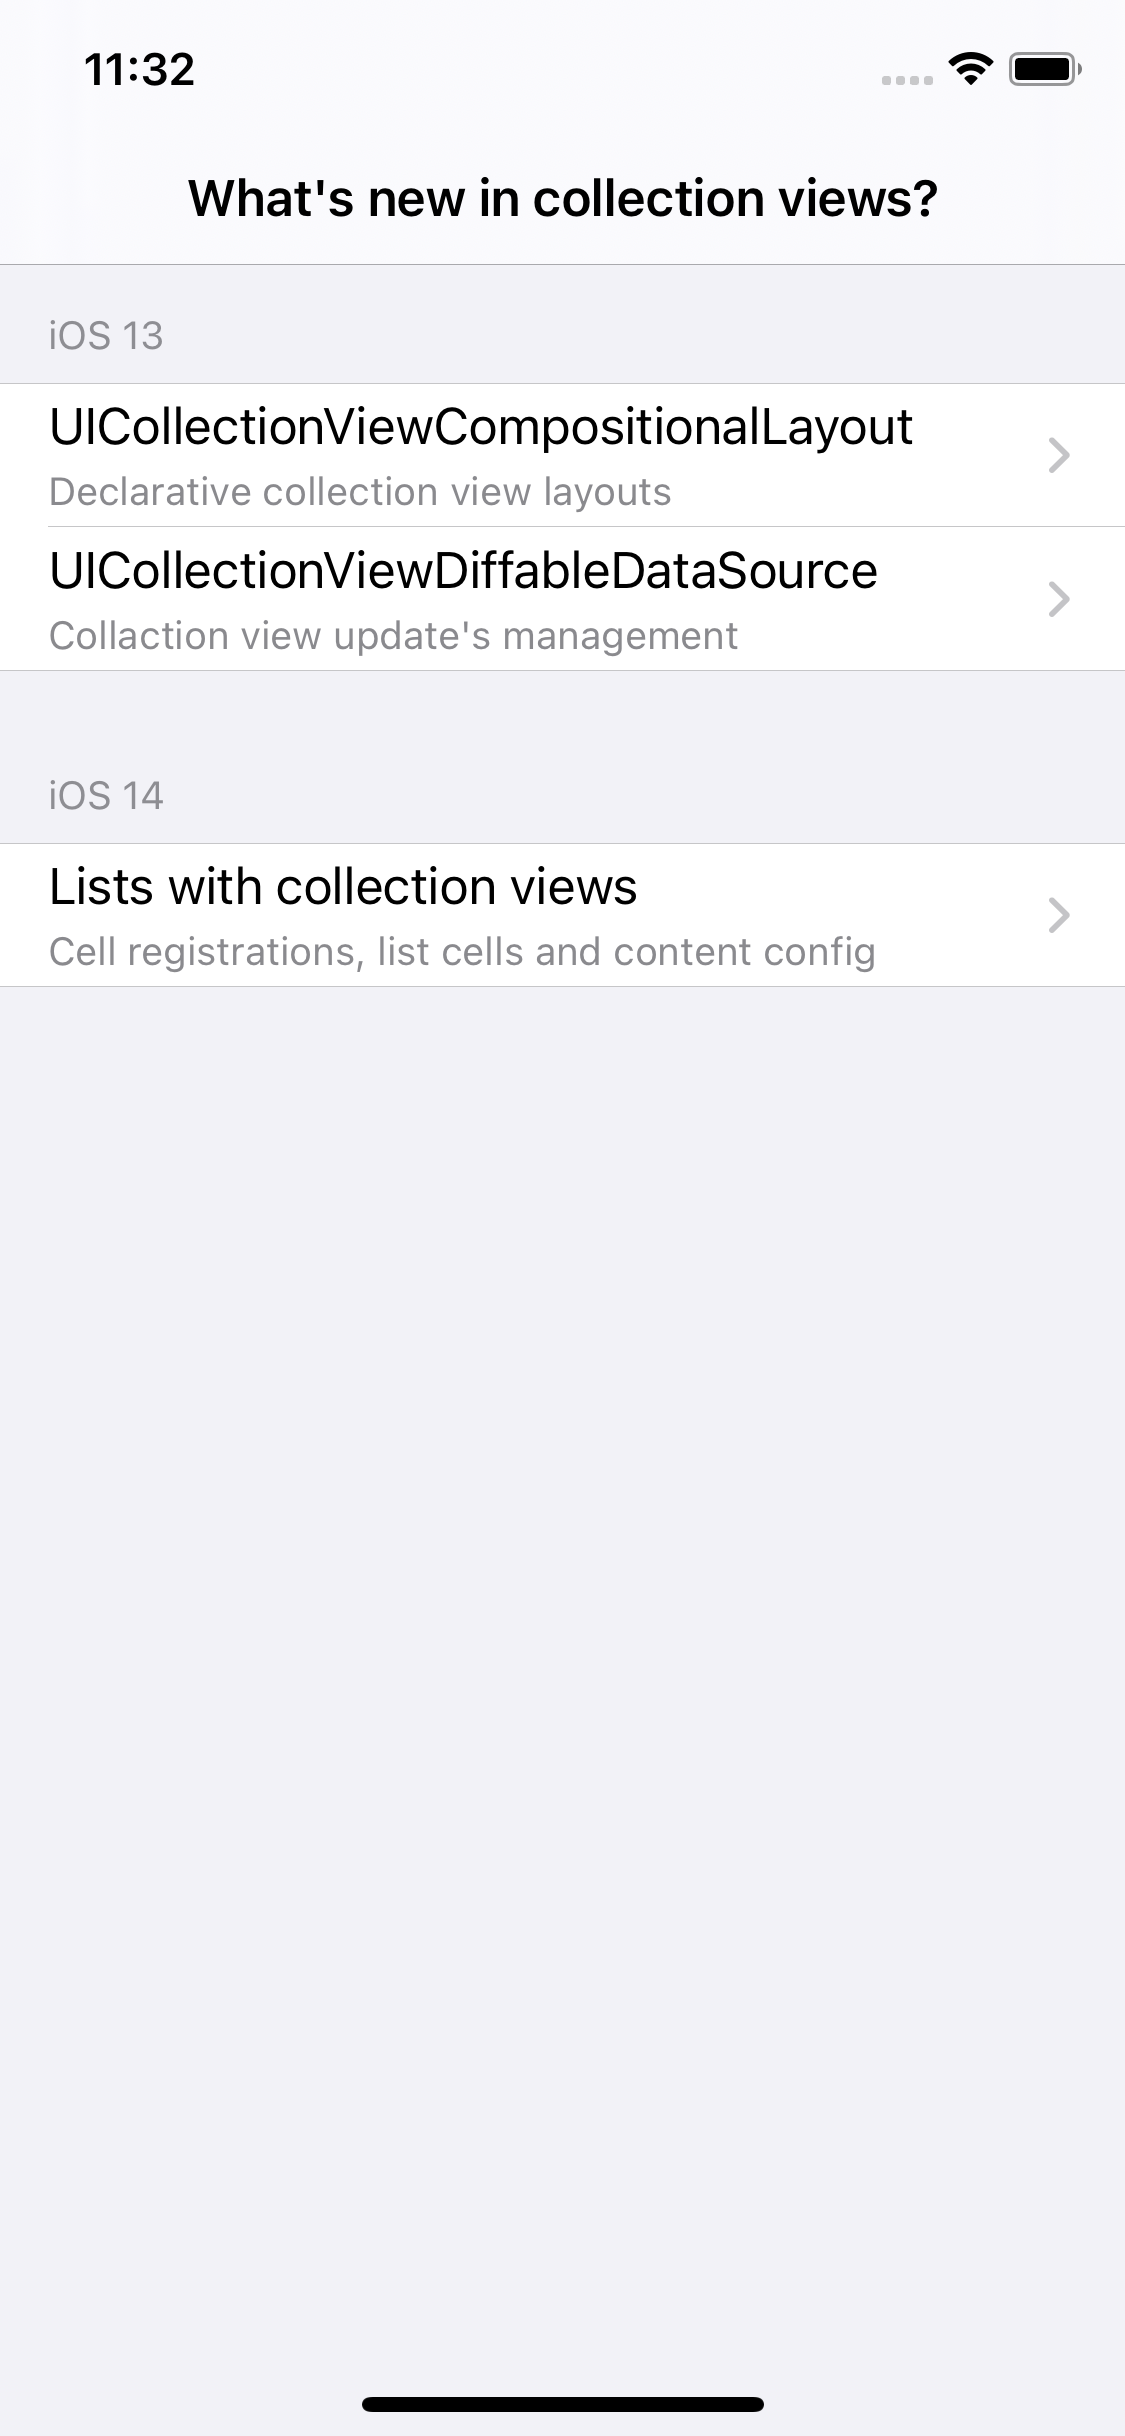 11:32
What's new in collection views?
iOS 13
UICollectionViewCompositionalLayout
Declarative collection view layouts
UICollectionViewDiffableDataSource
Collaction view update's management
iOS 14
Lists with collection views
Cell registrations, list cells and content config